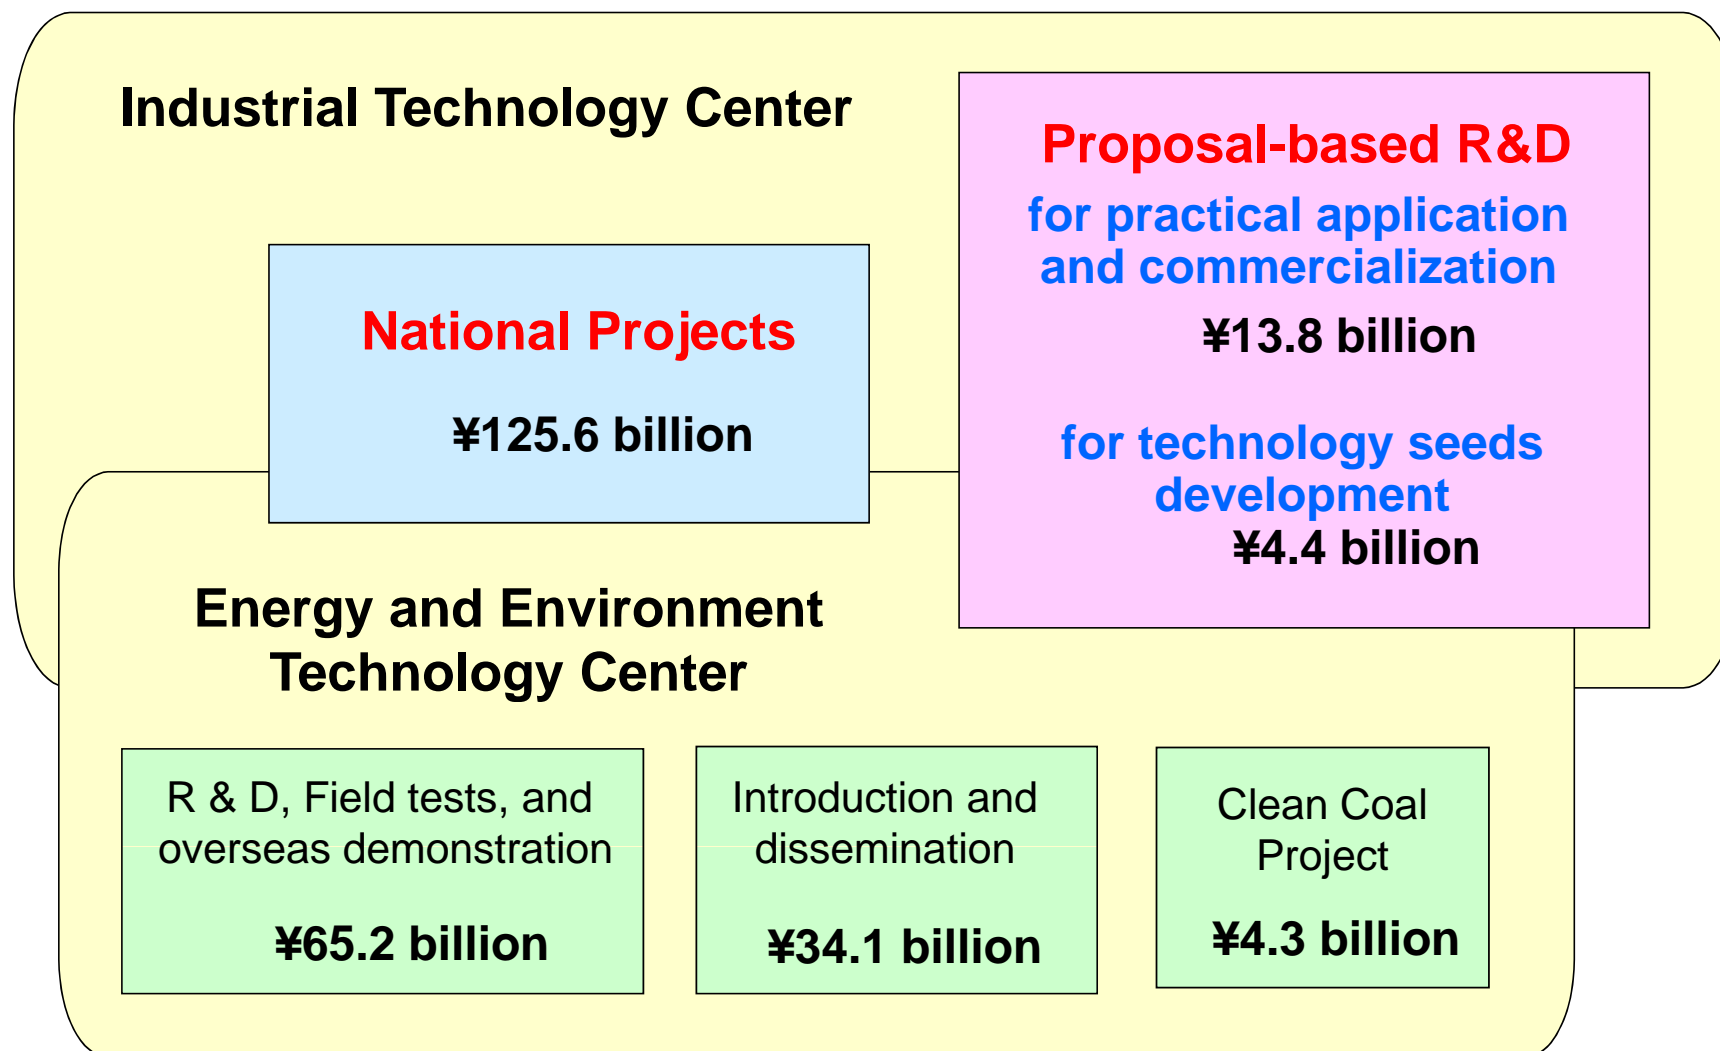 Industrial Technology Center
Proposal-based R&D
for practical application
and commercialization
¥13.8 billion
for technology seeds
development
¥4.4 billion
National Projects
¥125.6 billion
Energy and Environment
Technology Center
R & D, Field tests, and
overseas demonstration
¥65.2 billion
Introduction and
dissemination
¥34.1 billion
Clean Coal
Project
¥4.3 billion